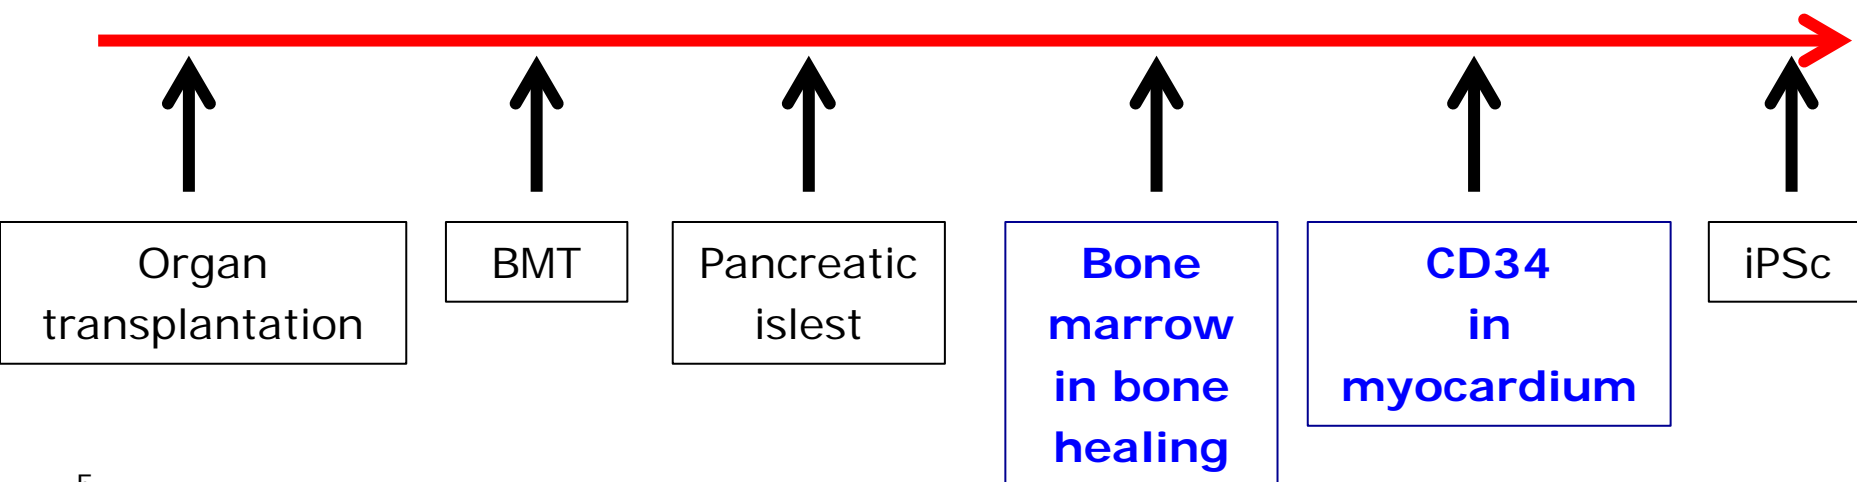 Organ
transplantation
BMT
Pancreatic
islest
Bone
marrow
in bone
healing
CD34
in
myocardium
iPSc